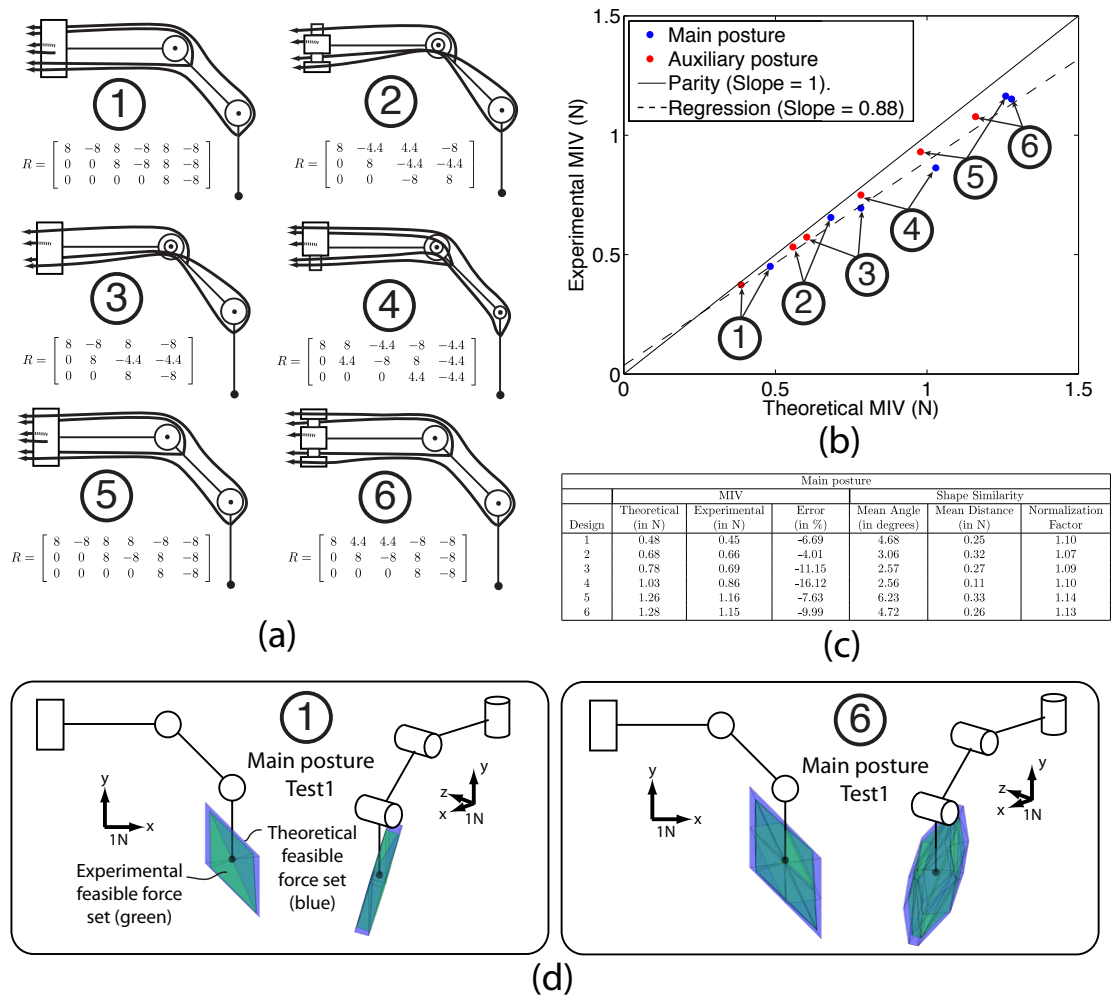 1
R =
8 −8 8 −8 8 −8
0 0 8 −8 8 −8
0 0 0 0 8 −8
2
R =
8 −4.4 4.4 −8
0 8 −4.4 −4.4
0 0 −8 8
3
R =
8 −8 8 −8
0 8 −4.4 −4.4
0 0 8 −8
4
R =
8 8 −4.4 −8 −4.4
0 4.4 −8 8 −4.4
0 0 0 4.4 −4.4
5
R =
8 −8 8 8 −8 −8
0 0 8 −8 8 −8
0 0 0 0 8 −8
6
R =
8 4.4 4.4 −8 −8
0 8 −8 8 −8
0 0 0 8 −8
(a)
Experimental MIV (N)
1.5
1
0.5
0
Main posture
Auxiliary posture
Parity (Slope = 1).
Regression (Slope = 0.88)
6
5
4
3
2
1
0 0.5 1 1.5
Theoretical MIV (N)
(b)
Main posture
MIV Shape Similarity
Design Theoretical (in N) Experimental (in N) Error (in %) Mean Angle (in degrees) Mean Distance (in N) Normalization Factor
1 0.48 0.45 -6.69 4.68 0.25 1.10
2 0.68 0.66 -4.01 3.06 0.32 1.07
3 0.78 0.69 -11.15 2.57 0.27 1.09
4 1.03 0.86 -16.12 2.56 0.11 1.10
5 1.26 1.16 -7.63 6.23 0.33 1.14
6 1.28 1.15 -9.99 4.72 0.26 1.13
(c)
1
Main posture
Test1
y
x
1N
y
z
x
1N
Theoretical
feasible
force set
(blue)
Experimental
feasible force
set (green)
6
Main posture
Test1
y
x
1N
y
z
x
1N
(d)